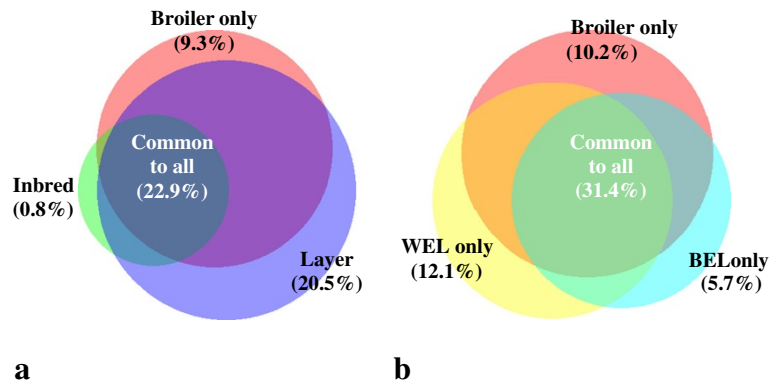 Broiler only
(9.3%)
Common
to all
(22.9%)
Inbred
(0.8%)
Layer
(20.5%)
a
Broiler only
(10.2%)
Common
to all
(31.4%)
WEL only
(12.1%)
BELonly
(5.7%)
b